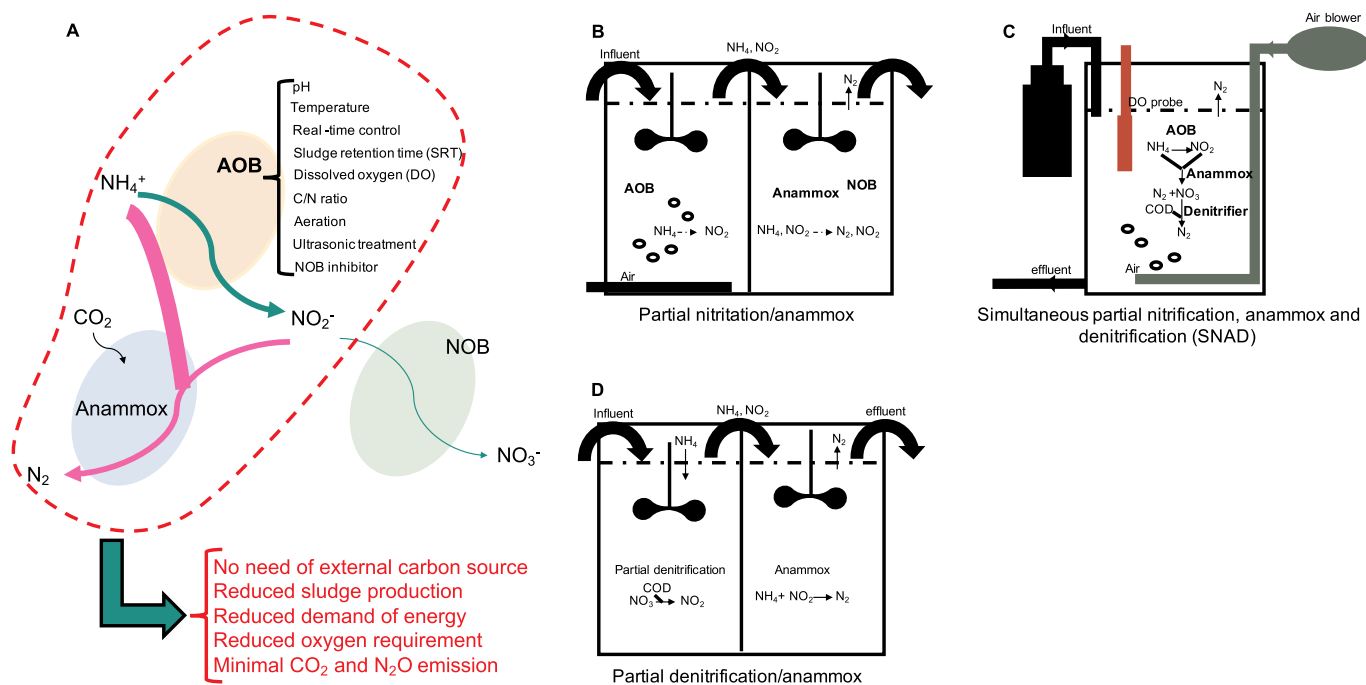 A
pH
Temperature
Real-time control
Sludge retention time (SRT)
Dissolved oxygen (DO)
C/N ratio
Aeration
Ultrasonic treatment
NOB inhibitor
AOB
NH₄⁺
NO₂⁻
CO₂
NOB
Anammox
N₂
NO₃⁻
No need of external carbon source
Reduced sludge production
Reduced demand of energy
Reduced oxygen requirement
Minimal CO₂ and N₂O emission
B
Influent
NH₄, NO₂
N₂
AOB
Anammox
NOB
NH₄ NO₂
NH₄, NO₂ N₂, NO₂
Air
Partial nitritation/anammox
C
Air blower
Influent
DO probe
N₂
AOB
NH₄ NO₂
Anammox
N₂ +NO₃
COD
Denitrifier
N₂
Air
effluent
Simultaneous partial nitrification, anammox and
denitrification (SNAD)
D
Influent
NH₄, NO₂
effluent
NH₄
N₂
Partial denitrification
COD
NO₃ NO₂
Anammox
NH₄+ NO₂ N₂
Partial denitrification/anammox